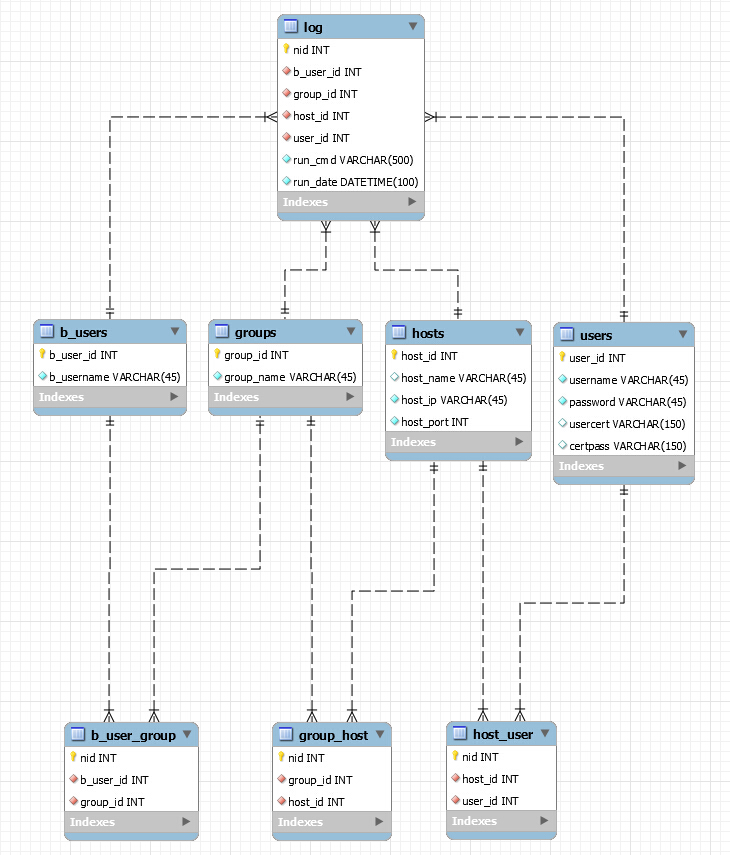 log
nid INT
b_user_id INT
group_id INT
host_id INT
user_id INT
run_cmd VARCHAR(500)
run_date DATETIME(100)
Indexes
b_users
b_user_id INT
b_username VARCHAR(45)
Indexes
groups
group_id INT
group_name VARCHAR(45)
Indexes
hosts
host_id INT
host_name VARCHAR(45)
host_ip VARCHAR(45)
host_port INT
Indexes
users
user_id INT
username VARCHAR(45)
password VARCHAR(45)
usercert VARCHAR(150)
certpass VARCHAR(150)
Indexes
b_user_group
nid INT
b_user_id INT
group_id INT
Indexes
group_host
nid INT
group_id INT
host_id INT
Indexes
host_user
nid INT
host_id INT
user_id INT
Indexes